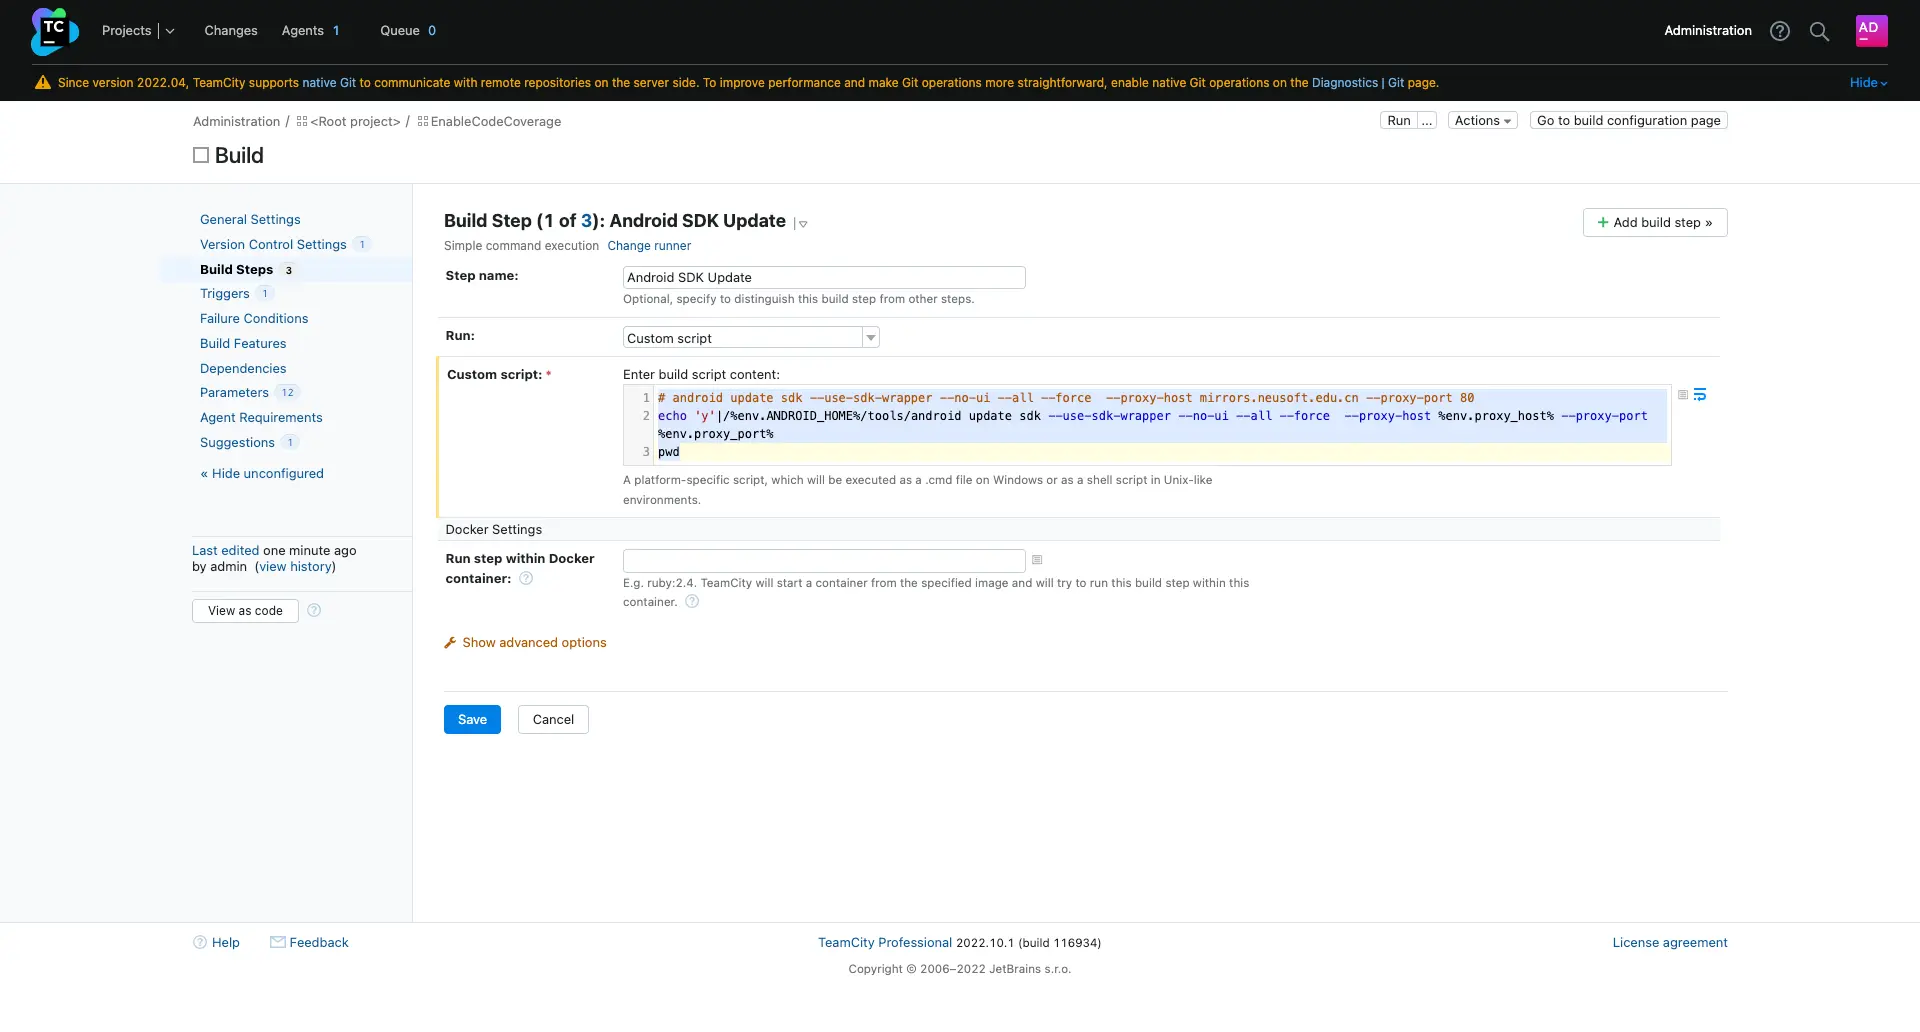 TC
Projects
Changes
Agents 1
Queue 0
Administration
AD
Since version 2022.04, TeamCity supports native Git to communicate with remote repositories on the server side. To improve performance and make Git operations more straightforward, enable native Git operations on the Diagnostics | Git page.
Hide
Administration / <Root project> / EnableCodeCoverage
Run ...
Actions
Go to build configuration page
Build
General Settings
Version Control Settings 1
Build Steps 3
Triggers 1
Failure Conditions
Build Features
Dependencies
Parameters 12
Agent Requirements
Suggestions 1
« Hide unconfigured
Last edited one minute ago
by admin (view history)
View as code ?
Build Step (1 of 3): Android SDK Update
+ Add build step »
Simple command execution Change runner
Step name:
Android SDK Update
Optional, specify to distinguish this build step from other steps.
Run:
Custom script
Custom script: *
Enter build script content:
1 # android update sdk --use-sdk-wrapper --no-ui --all --force  --proxy-host mirrors.neusoft.edu.cn --proxy-port 80
2 echo 'y'|/%env.ANDROID_HOME%/tools/android update sdk --use-sdk-wrapper --no-ui --all --force  --proxy-host %env.proxy_host% --proxy-port
%env.proxy_port%
3 pwd
A platform-specific script, which will be executed as a .cmd file on Windows or as a shell script in Unix-like
environments.
Docker Settings
Run step within Docker
container: ?
E.g. ruby:2.4. TeamCity will start a container from the specified image and will try to run this build step within this
container. ?
Show advanced options
Save
Cancel
? Help
Feedback
TeamCity Professional 2022.10.1 (build 116934)
License agreement
Copyright © 2006–2022 JetBrains s.r.o.